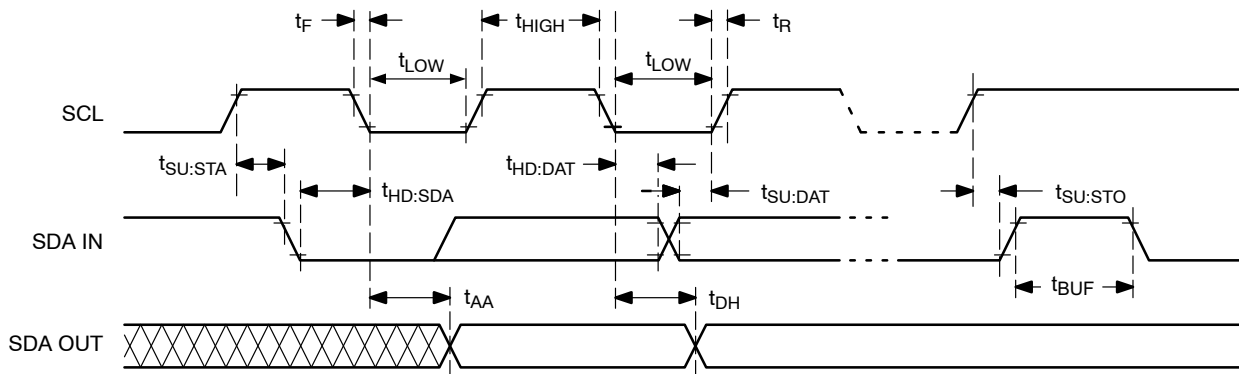 tF
tHIGH
tR
tLOW
tLOW
SCL
tSU:STA
tHD:SDA
tHD:DAT
tSU:DAT
tSU:STO
SDA IN
tBUF
tAA
tDH
SDA OUT